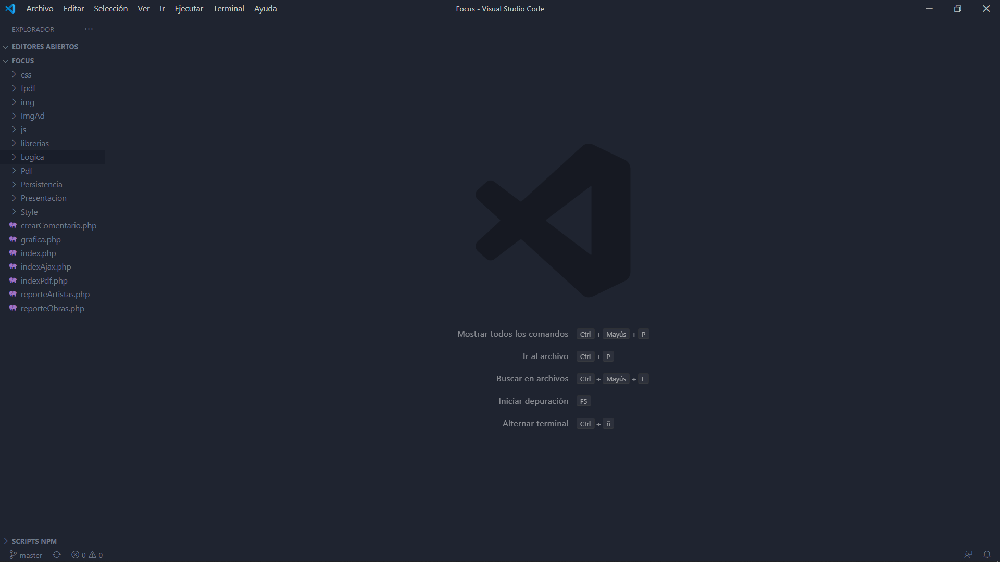 Archivo Editar Selección Ver Ir Ejecutar Terminal Ayuda
Focus - Visual Studio Code
EXPLORADOR
EDITORES ABIERTOS
FOCUS
css
fpdf
img
ImgAd
js
librerias
Logica
Pdf
Persistencia
Presentacion
Style
crearComentario.php
grafica.php
index.php
indexAjax.php
indexPdf.php
reporteArtistas.php
reporteObras.php
Mostrar todos los comandos Ctrl + Mayús + P
Ir al archivo Ctrl + P
Buscar en archivos Ctrl + Mayús + F
Iniciar depuración F5
Alternar terminal Ctrl + ñ
SCRIPTS NPM
master 0 0